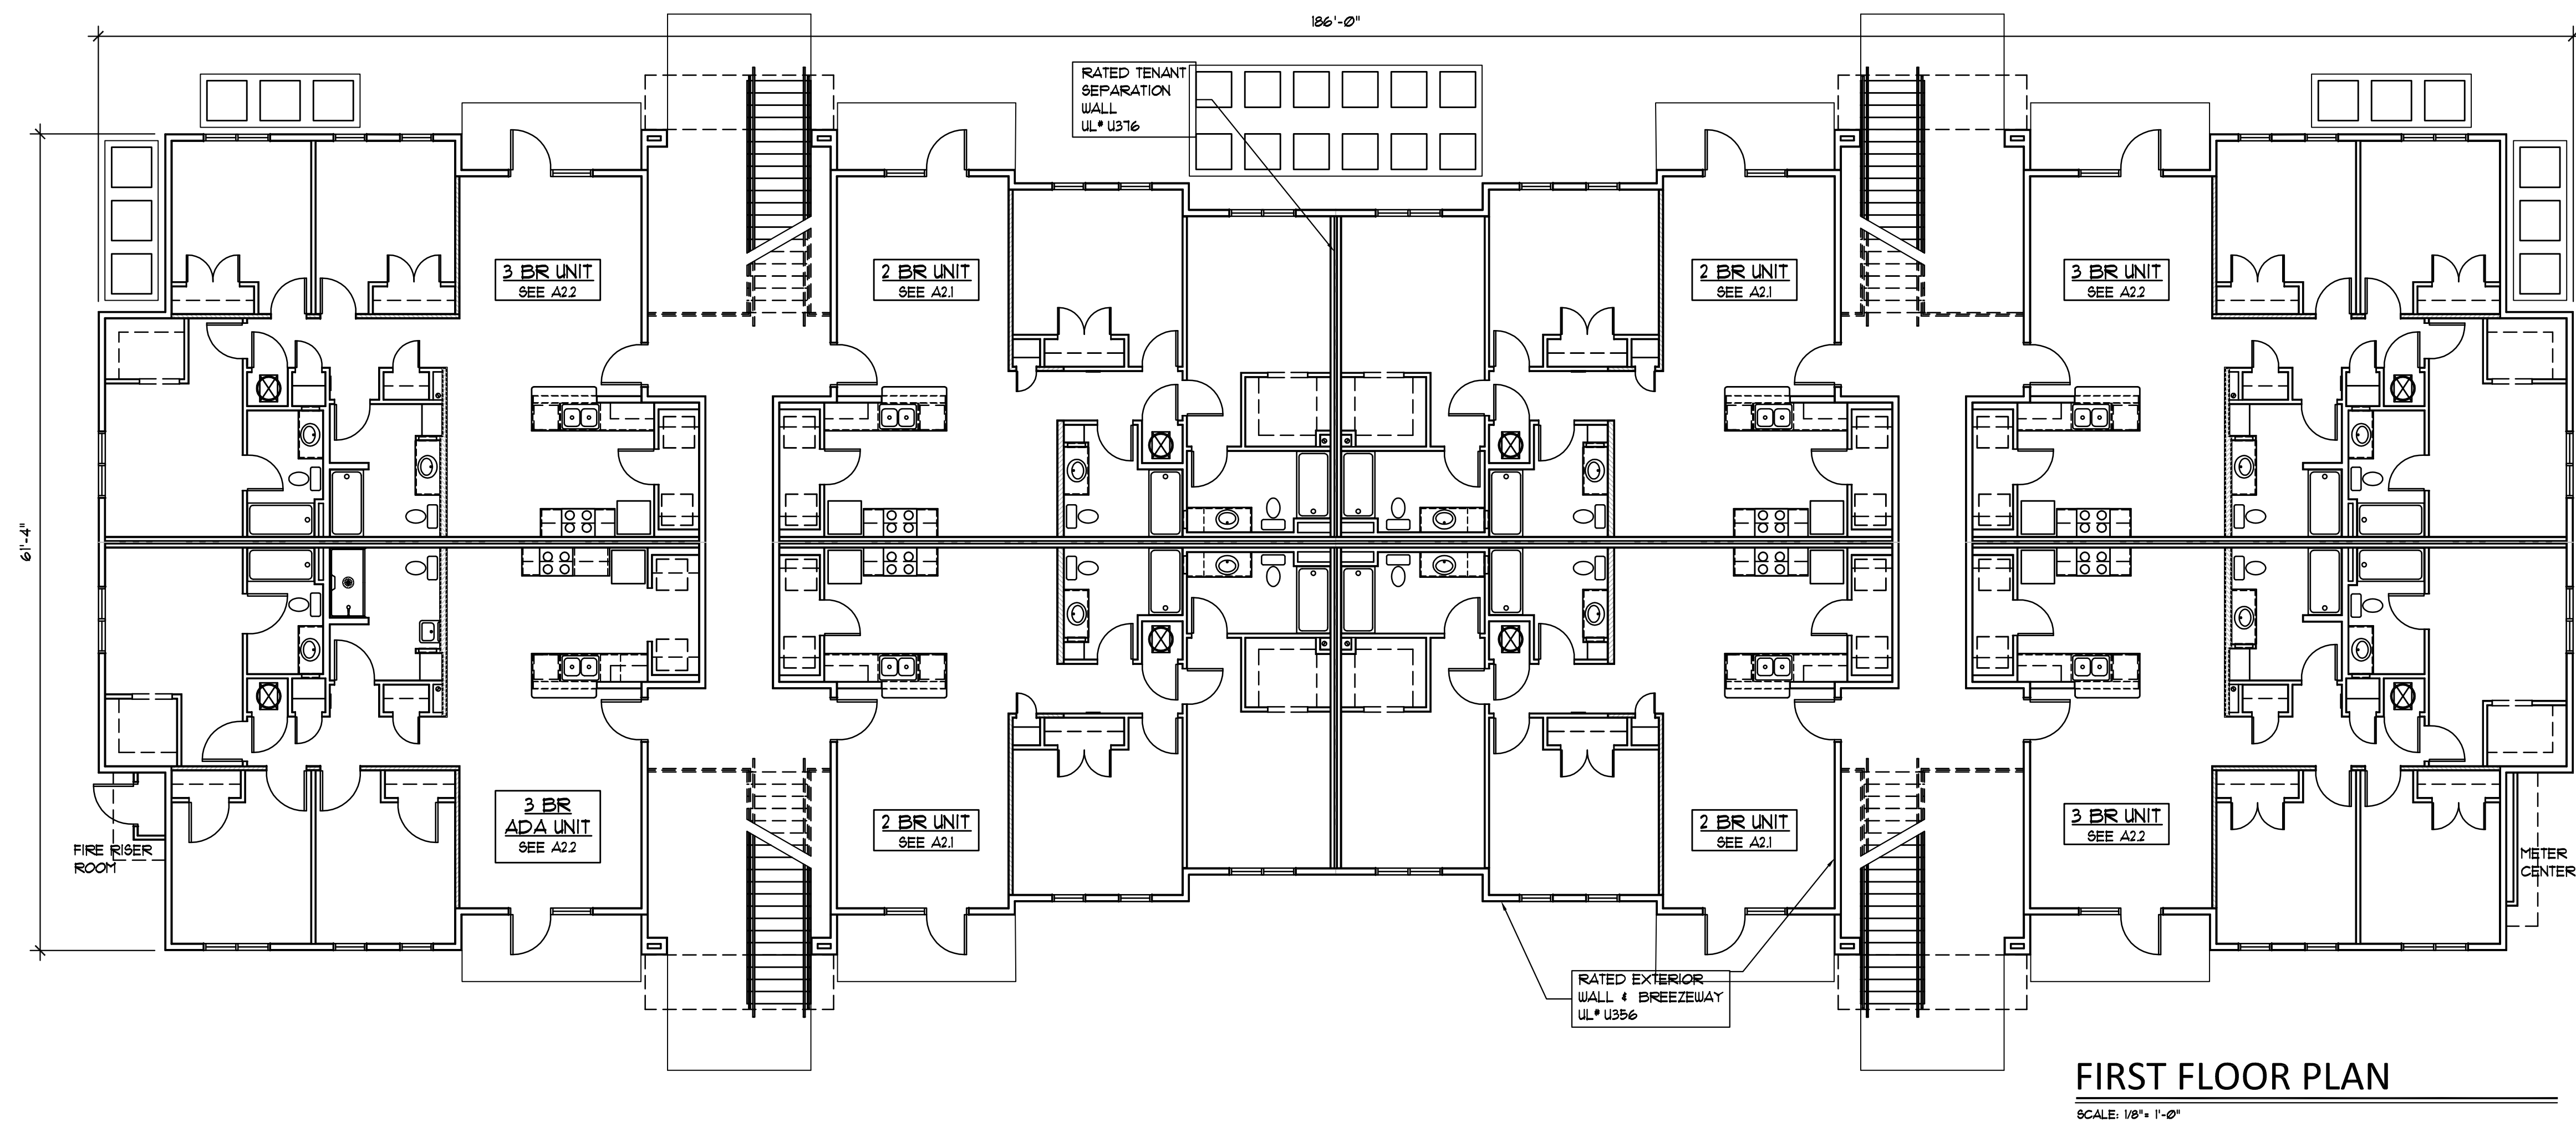 186'-0"
RATED TENANT
SEPARATION
WALL
UL# U376
3 BR UNIT
SEE A2.2
2 BR UNIT
SEE A2.1
2 BR UNIT
SEE A2.1
3 BR UNIT
SEE A2.2
61'-4"
3 BR
ADA UNIT
SEE A2.2
2 BR UNIT
SEE A2.1
2 BR UNIT
SEE A2.1
3 BR UNIT
SEE A2.2
FIRE RISER
ROOM
METER
CENTER
RATED EXTERIOR
WALL & BREEZEWAY
UL# U356
FIRST FLOOR PLAN
SCALE: 1/8"= 1'-0"